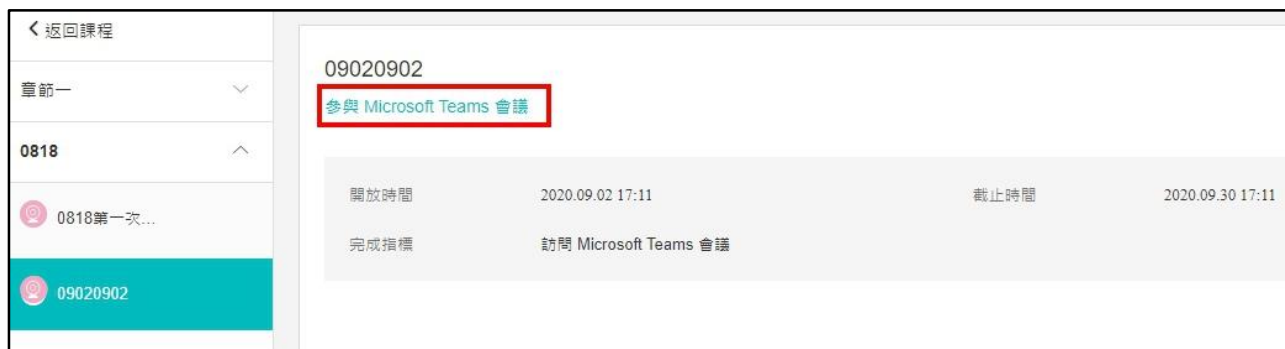 返回課程
章節一
0818
0818第一次...
09020902
09020902
參與 Microsoft Teams 會議
開放時間 2020.09.02 17:11 截止時間 2020.09.30 17:11
完成指標 訪問 Microsoft Teams 會議